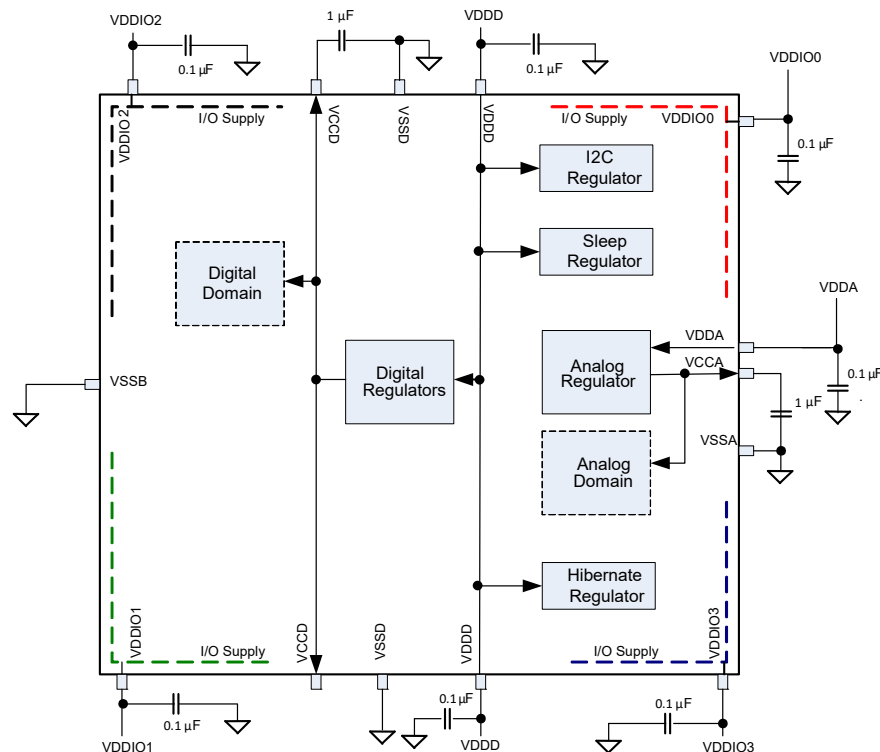 VDDIO2
0.1 µF
1 µF
VDDD
0.1 µF
VDDIO0
0.1 µF
VDDIO 2
I/O Supply
VCCD
VSSD
VDDD
I/O Supply
VDDIO0
I2C
Regulator
Sleep
Regulator
Digital
Domain
VDDA
VDDA
VCCA
0.1 µF
.
Analog
Regulator
Digital
Regulators
VSSB
1 µF
VSSA
Analog
Domain
Hibernate
Regulator
VDDIO1
I/O Supply
VCCD
VSSD
VDDD
I/O Supply
VDDIO3
0.1 µF
VDDIO1
0.1 µF
VDDD
0.1 µF
VDDIO3